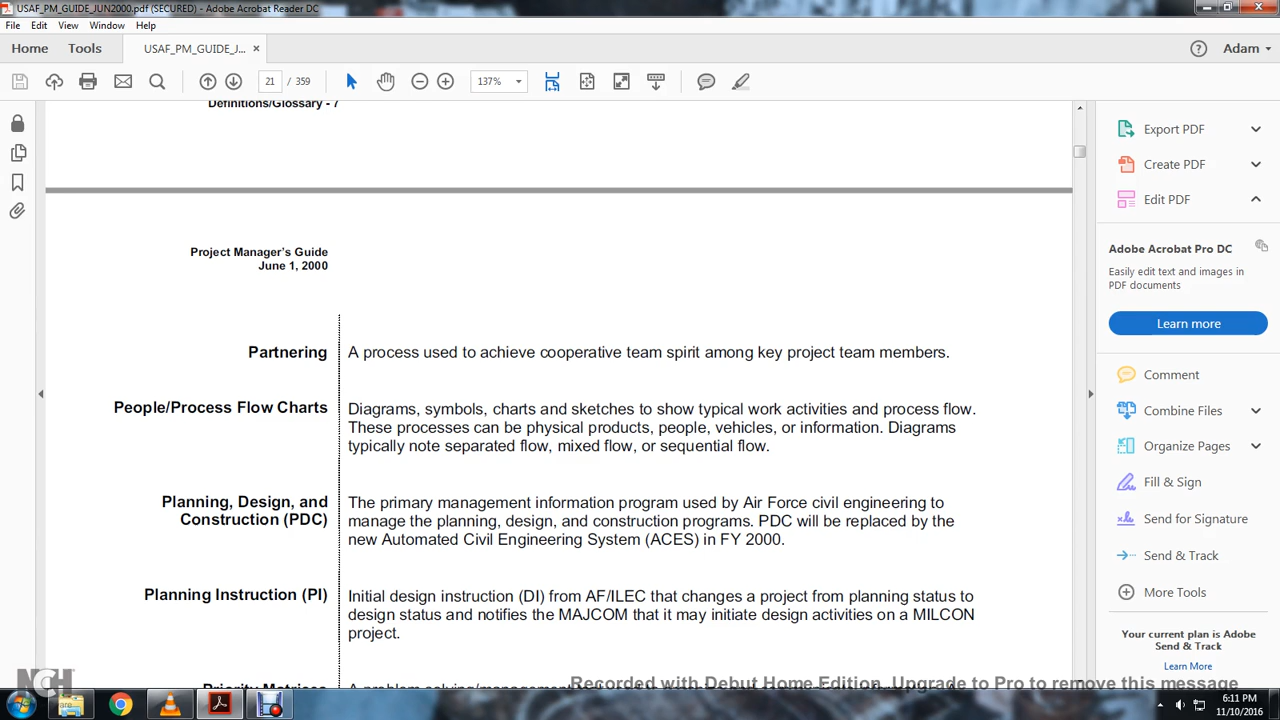 USAF_PM_GUIDE_JUN2000.pdf (SECURED) - Adobe Acrobat Reader DC
File Edit View Window Help
Home Tools USAF_PM_GUIDE_J... × Adam
21 / 359 137%
Definitions/Glossary - 7
Project Manager's Guide
June 1, 2000
Partnering A process used to achieve cooperative team spirit among key project team members.
People/Process Flow Charts Diagrams, symbols, charts and sketches to show typical work activities and process flow.
These processes can be physical products, people, vehicles, or information. Diagrams
typically note separated flow, mixed flow, or sequential flow.
Planning, Design, and The primary management information program used by Air Force civil engineering to
Construction (PDC) manage the planning, design, and construction programs. PDC will be replaced by the
new Automated Civil Engineering System (ACES) in FY 2000.
Planning Instruction (PI) Initial design instruction (DI) from AF/ILEC that changes a project from planning status to
design status and notifies the MAJCOM that it may initiate design activities on a MILCON
project.
Priority Matrices A problem solving/management
Export PDF
Create PDF
Edit PDF
Adobe Acrobat Pro DC
Easily edit text and images in
PDF documents
Learn more
Comment
Combine Files
Organize Pages
Fill & Sign
Send for Signature
Send & Track
More Tools
Your current plan is Adobe
Send & Track
Learn More
NCH
Recorded with Debut Home Edition. Upgrade to Pro to remove this message
6:11 PM
11/10/2016